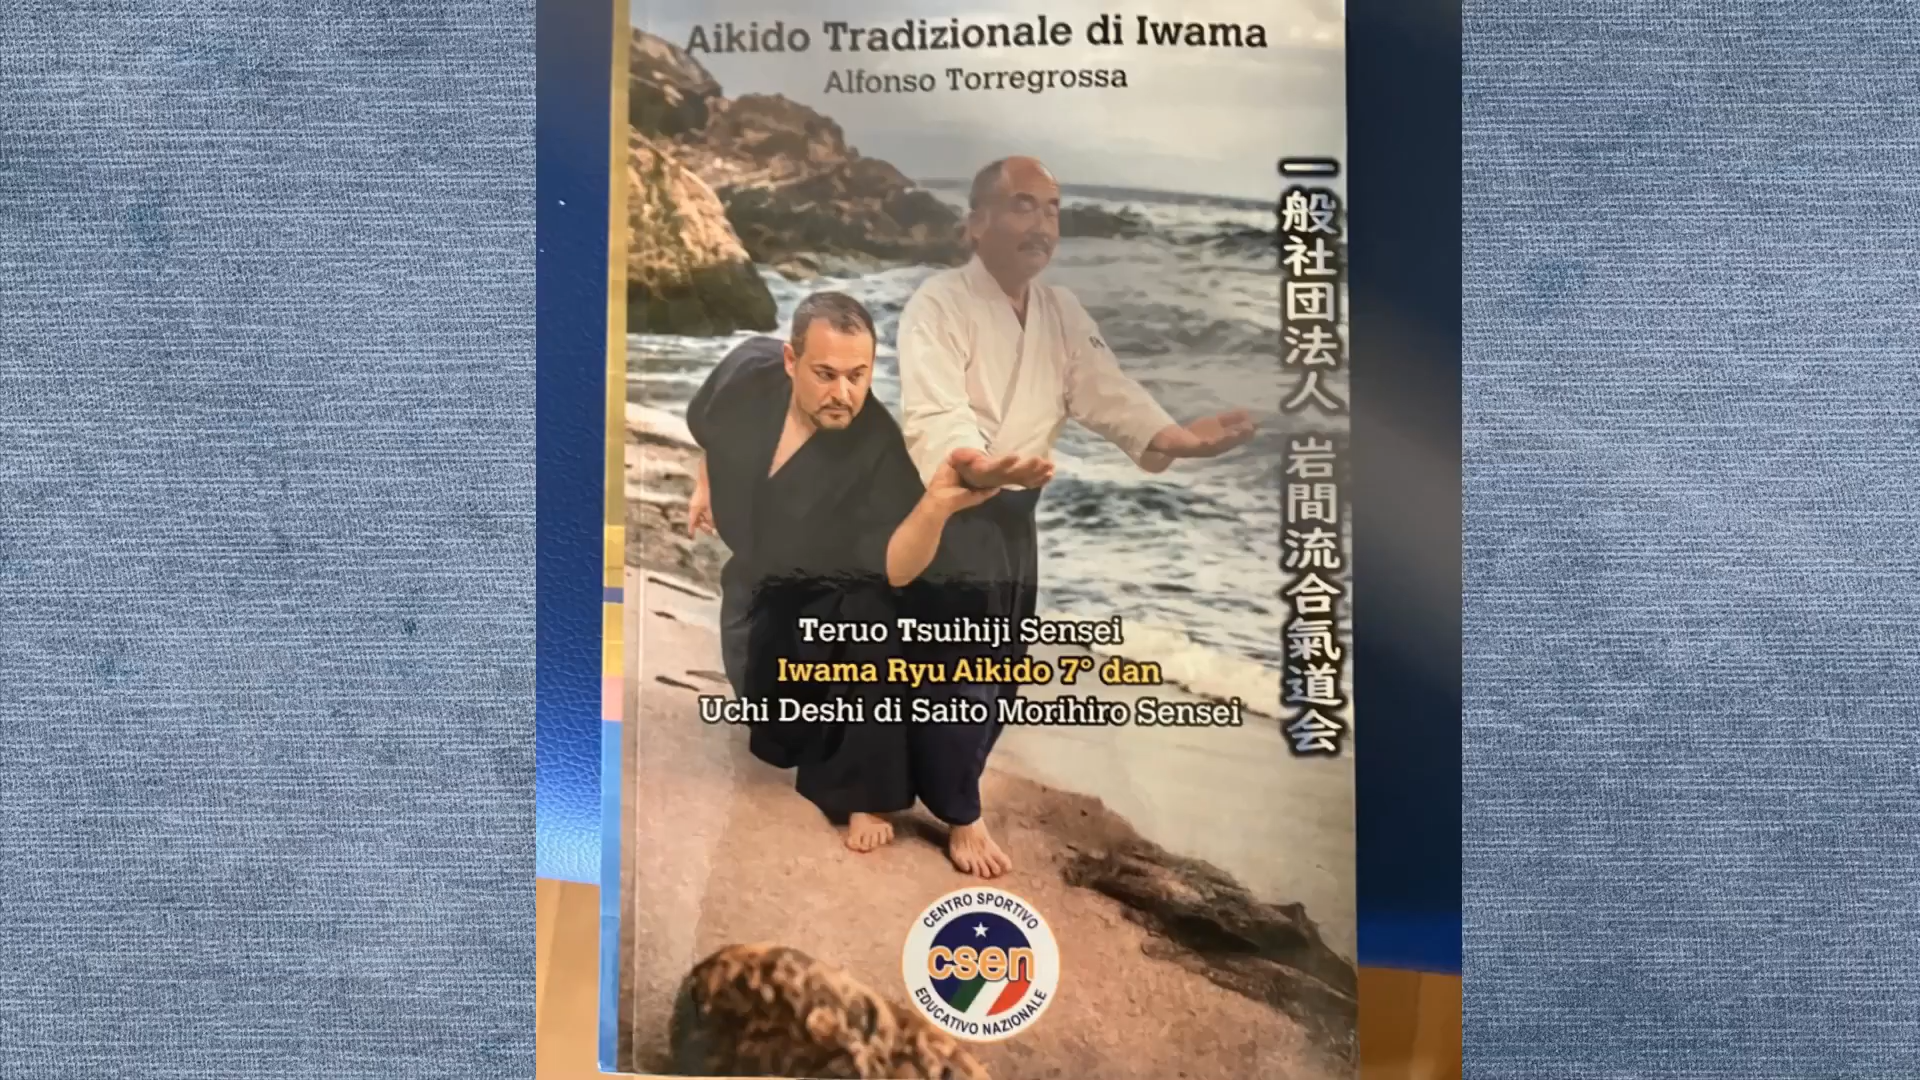 Aikido Tradizionale di Iwama
Alfonso Torregrossa
一般社団法人 岩間流合氣道会
Teruo Tsuihiji Sensei
Iwama Ryu Aikido 7° dan
Uchi Deshi di Saito Morihiro Sensei
CENTRO SPORTIVO
csen
EDUCATIVO NAZIONALE